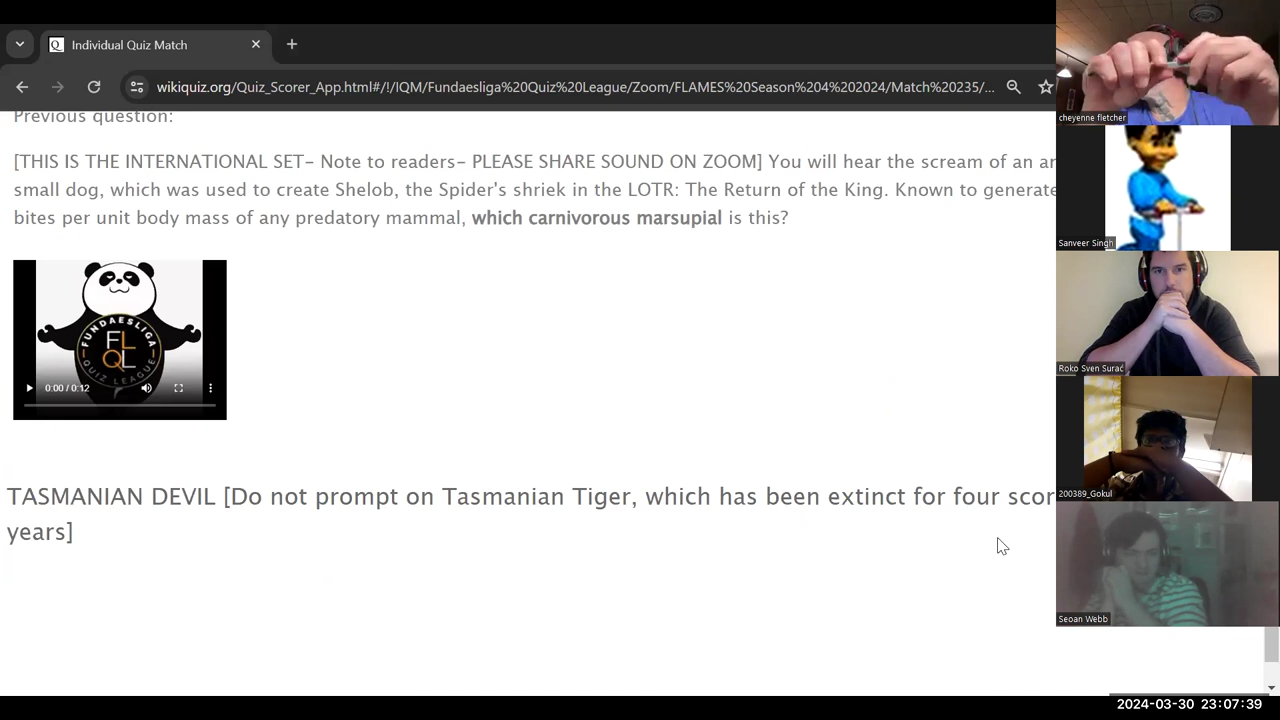 Individual Quiz Match
wikiquiz.org/Quiz_Scorer_App.html#/!/IQM/Fundaesliga%20Quiz%20League/Zoom/FLAMES%20Season%204%202024/Match%20235/...
Previous question:
[THIS IS THE INTERNATIONAL SET- Note to readers- PLEASE SHARE SOUND ON ZOOM] You will hear the scream of an
small dog, which was used to create Shelob, the Spider's shriek in the LOTR: The Return of the King. Known to generate
bites per unit body mass of any predatory mammal, which carnivorous marsupial is this?
FUNDAESLIGA
FL
QL
QUIZ LEAGUE
0:00 / 0:12
TASMANIAN DEVIL [Do not prompt on Tasmanian Tiger, which has been extinct for four
years]
cheyenne fletcher
Sanveer Singh
Roko Sven Surać
200389_Gokul
Seoan Webb
2024-03-30 23:07:39